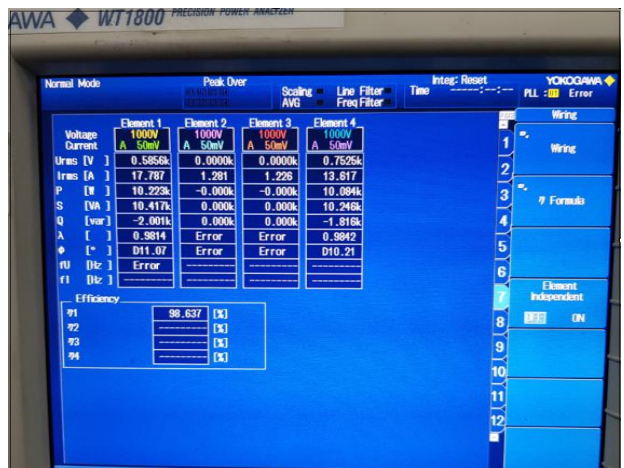 AWA ◆ WT1800 PRECISION POWER ANALYZER
Normal Mode Peak Over Scaling Line Filter Integ: Reset YOKOGAWA ◆
AVG Freq Filter Time -----:--:-- PLL : Error
Element 1 Element 2 Element 3 Element 4 Wiring
Voltage 1000V 1000V 1000V 1000V
Current A 50mV A 50mV A 50mV A 50mV
Urms [V ] 0.5856k 0.0000k 0.0000k 0.7525k
Irms [A ] 17.787 1.281 1.226 13.617
P [W ] 10.223k -0.000k -0.000k 10.084k
S [VA ] 10.417k 0.000k 0.000k 10.246k
Q [var] -2.001k 0.000k 0.000k -1.816k
λ [ ] 0.9814 Error Error 0.9842
Φ [° ] D11.07 Error Error D10.21
fU [Hz ] Error ------ ------ ------
fI [Hz ] ------ ------ ------ ------
Efficiency
η1 98.637 [%]
η2 ------ [%]
η3 ------ [%]
η4 ------ [%]
1
2
3
4
5
6
7
8
9
10
11
12
Wiring
η Formula
Element
Independent
OFF ON